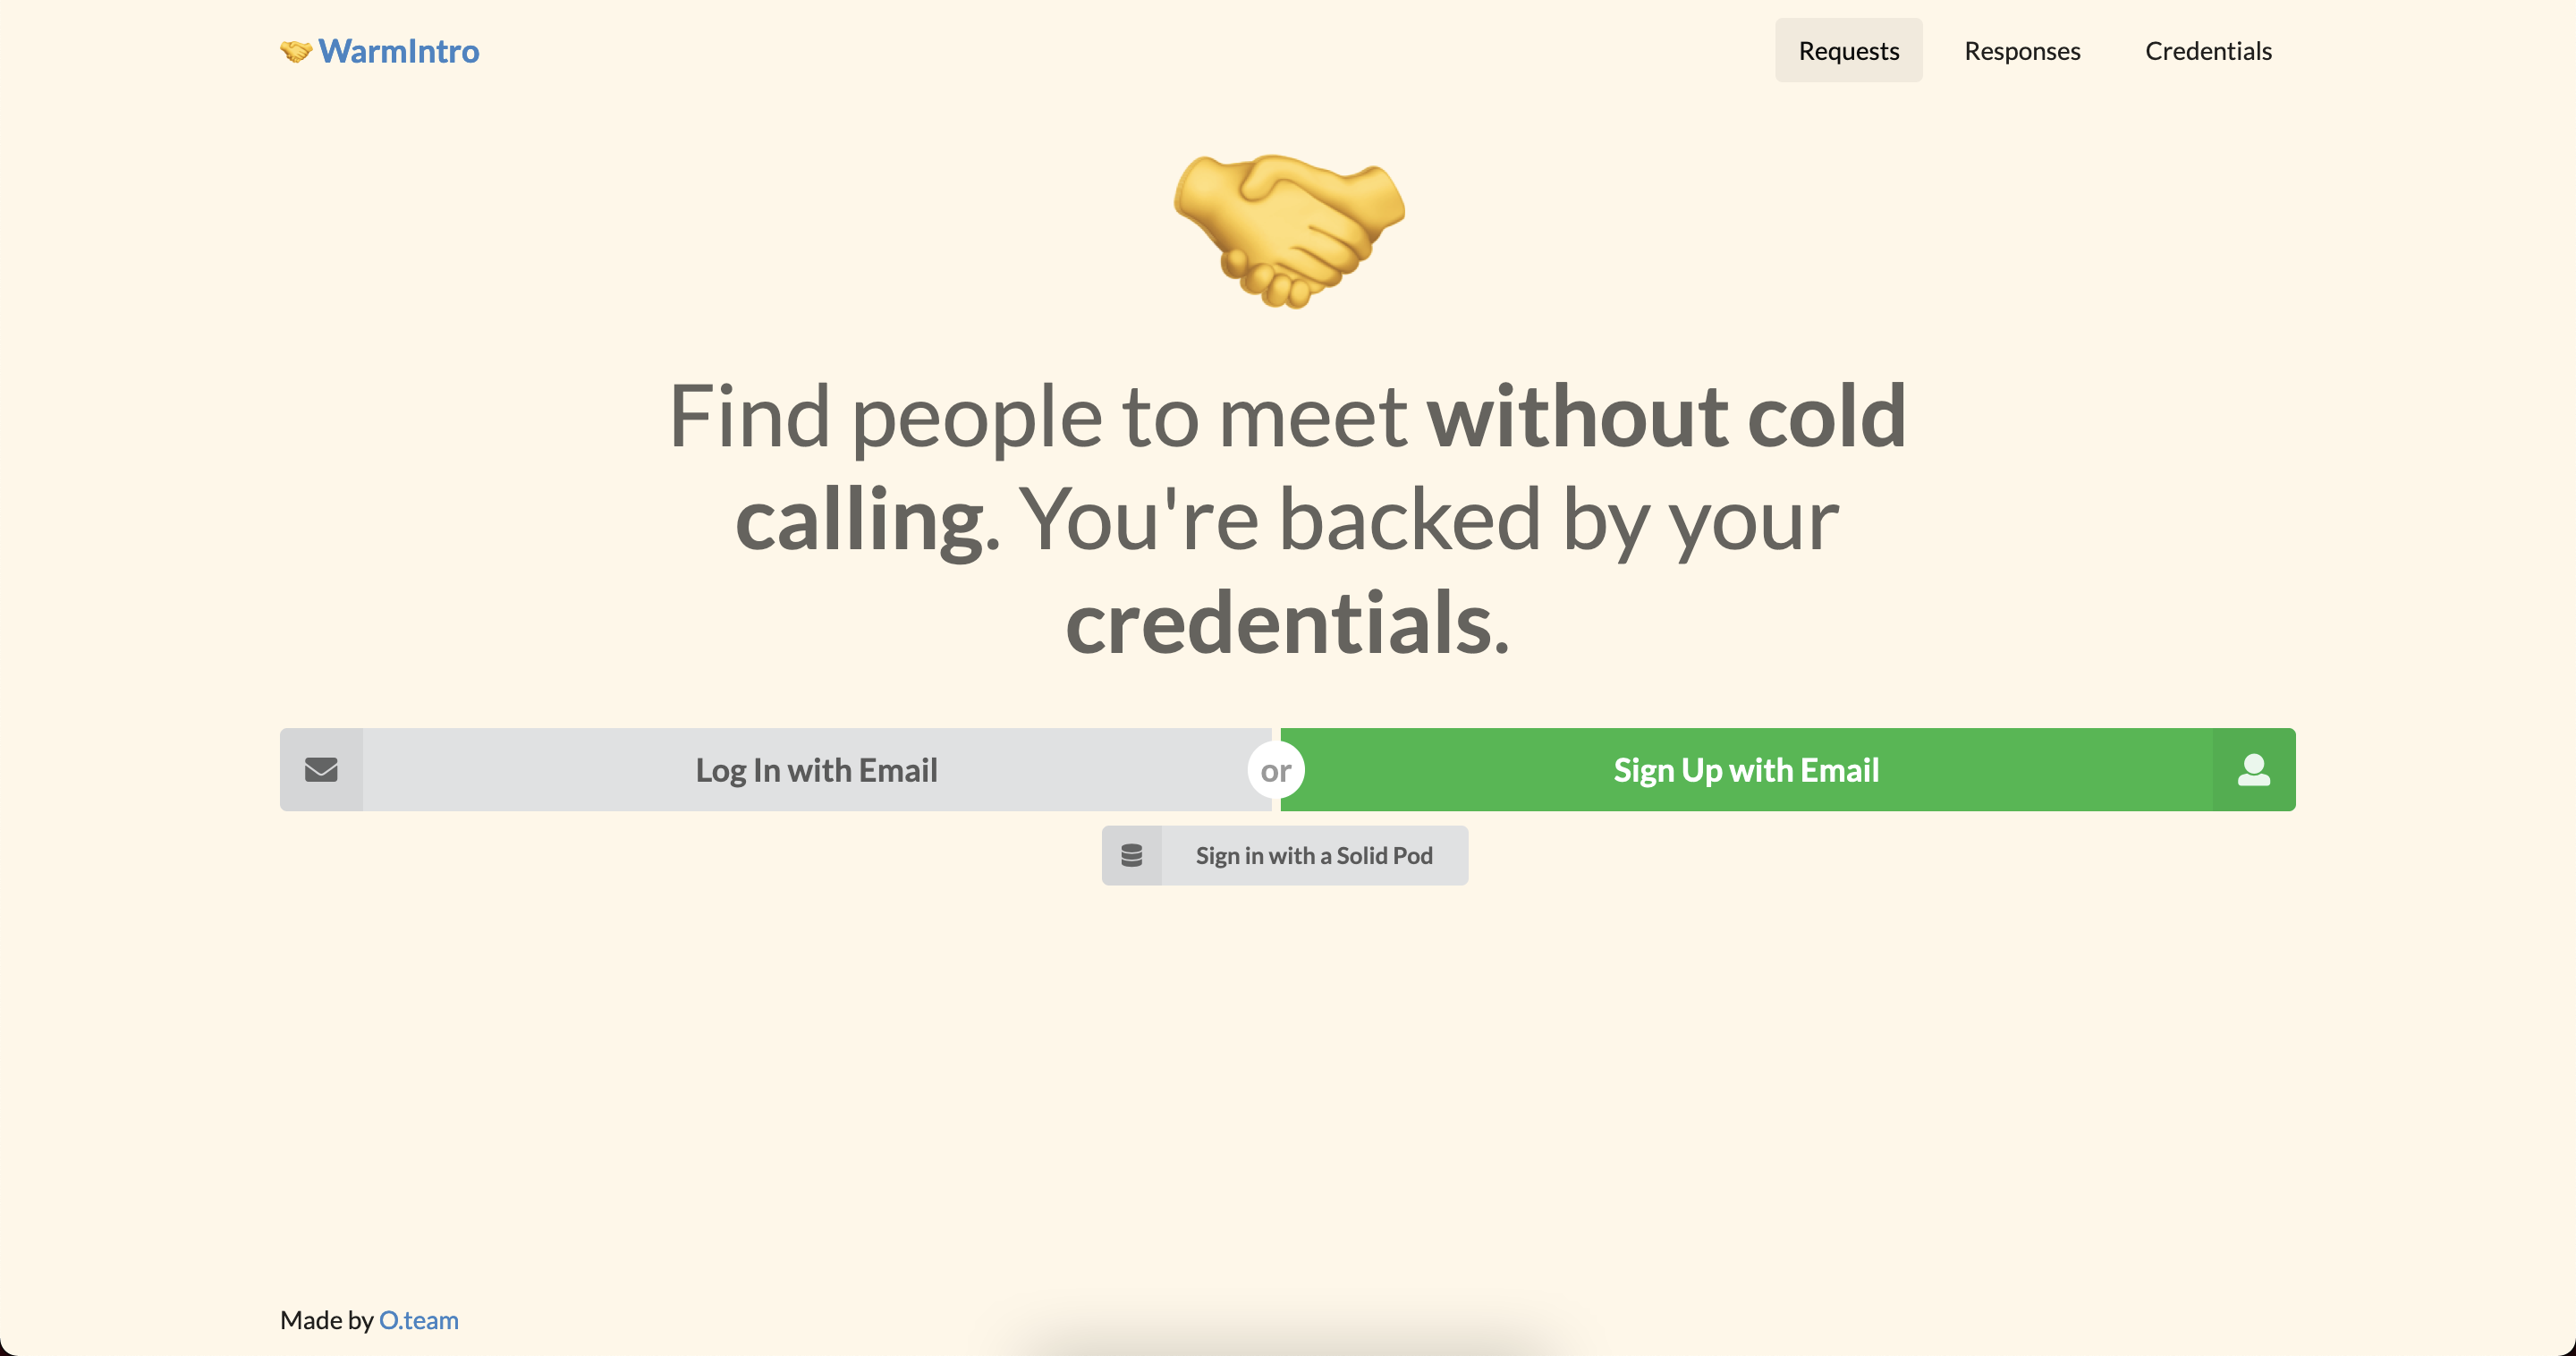 WarmIntro
Requests
Responses
Credentials
Find people to meet without cold
calling. You're backed by your
credentials.
Log In with Email
or
Sign Up with Email
Sign in with a Solid Pod
Made by O.team